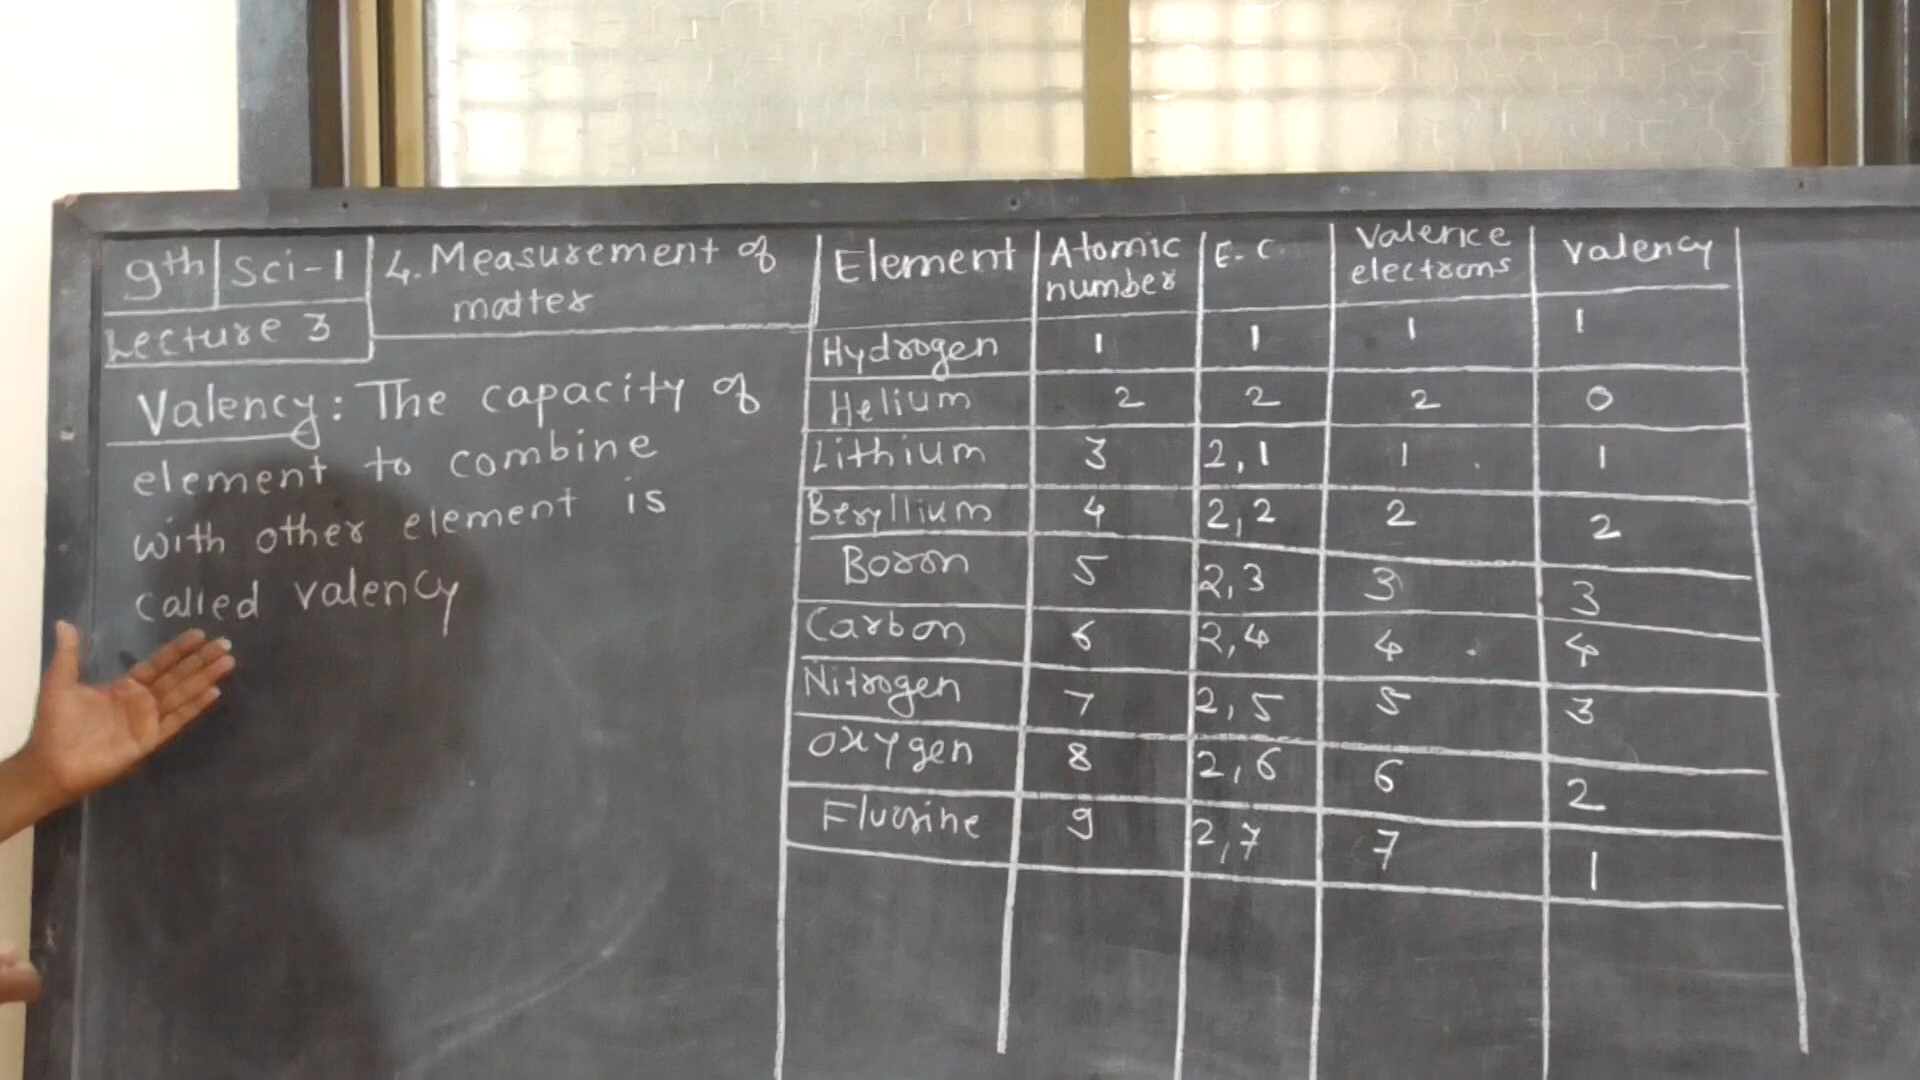 9th Sci-1 4. Measurement of
matter
Lecture 3
Valency: The capacity of
element to combine
with other element is
called valency
Element Atomic number E.C. Valence electrons Valency
Hydrogen 1 1 1 1
Helium 2 2 2 0
Lithium 3 2,1 1 1
Beryllium 4 2,2 2 2
Boron 5 2,3 3 3
Carbon 6 2,4 4 4
Nitrogen 7 2,5 5 3
Oxygen 8 2,6 6 2
Fluorine 9 2,7 7 1